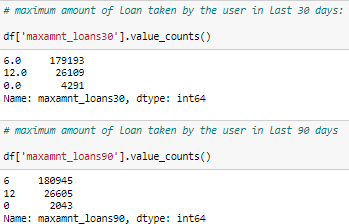 # maximum amount of loan taken by the user in last 30 days:
df['maxamnt_loans30'].value_counts()
6.0     179193
12.0     26109
0.0       4291
Name: maxamnt_loans30, dtype: int64
# maximum amount of loan taken by the user in last 90 days
df['maxamnt_loans90'].value_counts()
6     180945
12     26605
0       2043
Name: maxamnt_loans90, dtype: int64